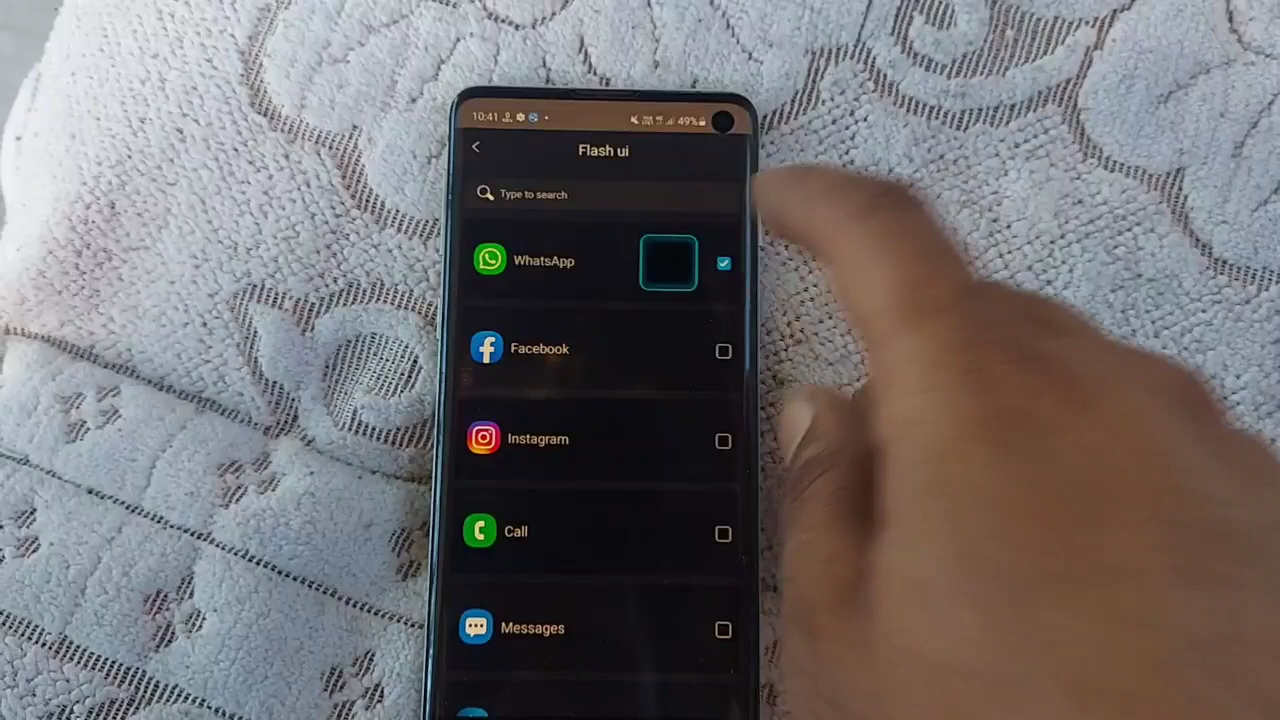 10:41
49%
Flash ui
Type to search
WhatsApp
Facebook
Instagram
Call
Messages